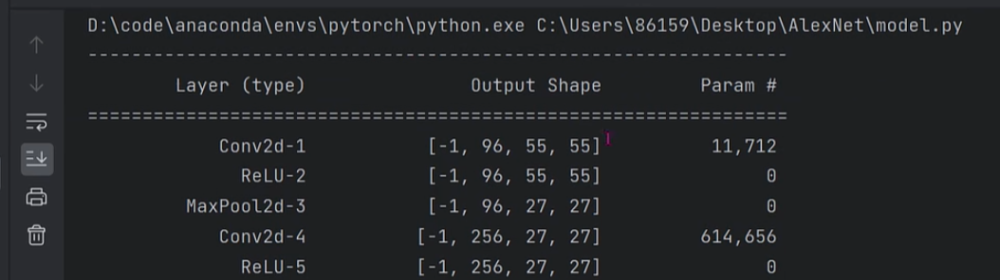 D:\code\anaconda\envs\pytorch\python.exe C:\Users\86159\Desktop\AlexNet\model.py
----------------------------------------------------------------
Layer (type) Output Shape Param #
================================================================
Conv2d-1 [-1, 96, 55, 55] 11,712
ReLU-2 [-1, 96, 55, 55] 0
MaxPool2d-3 [-1, 96, 27, 27] 0
Conv2d-4 [-1, 256, 27, 27] 614,656
ReLU-5 [-1, 256, 27, 27] 0